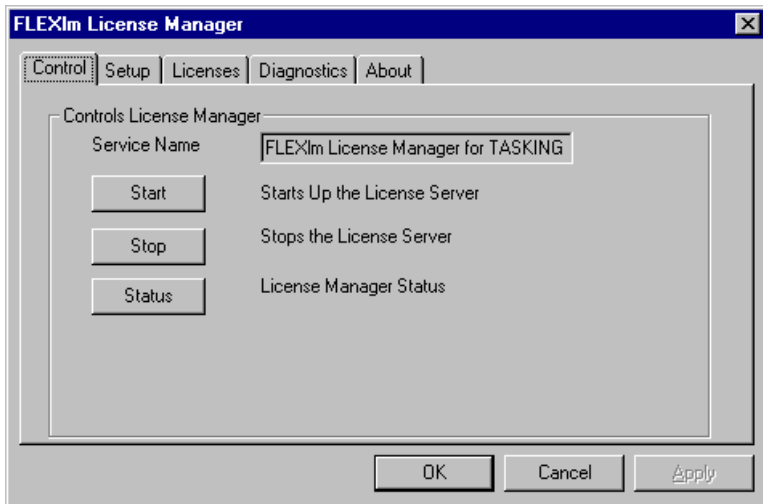 FLEXlm License Manager
Control Setup Licenses Diagnostics About
Controls License Manager
Service Name FLEXlm License Manager for TASKING
Start Starts Up the License Server
Stop Stops the License Server
Status License Manager Status
OK Cancel Apply